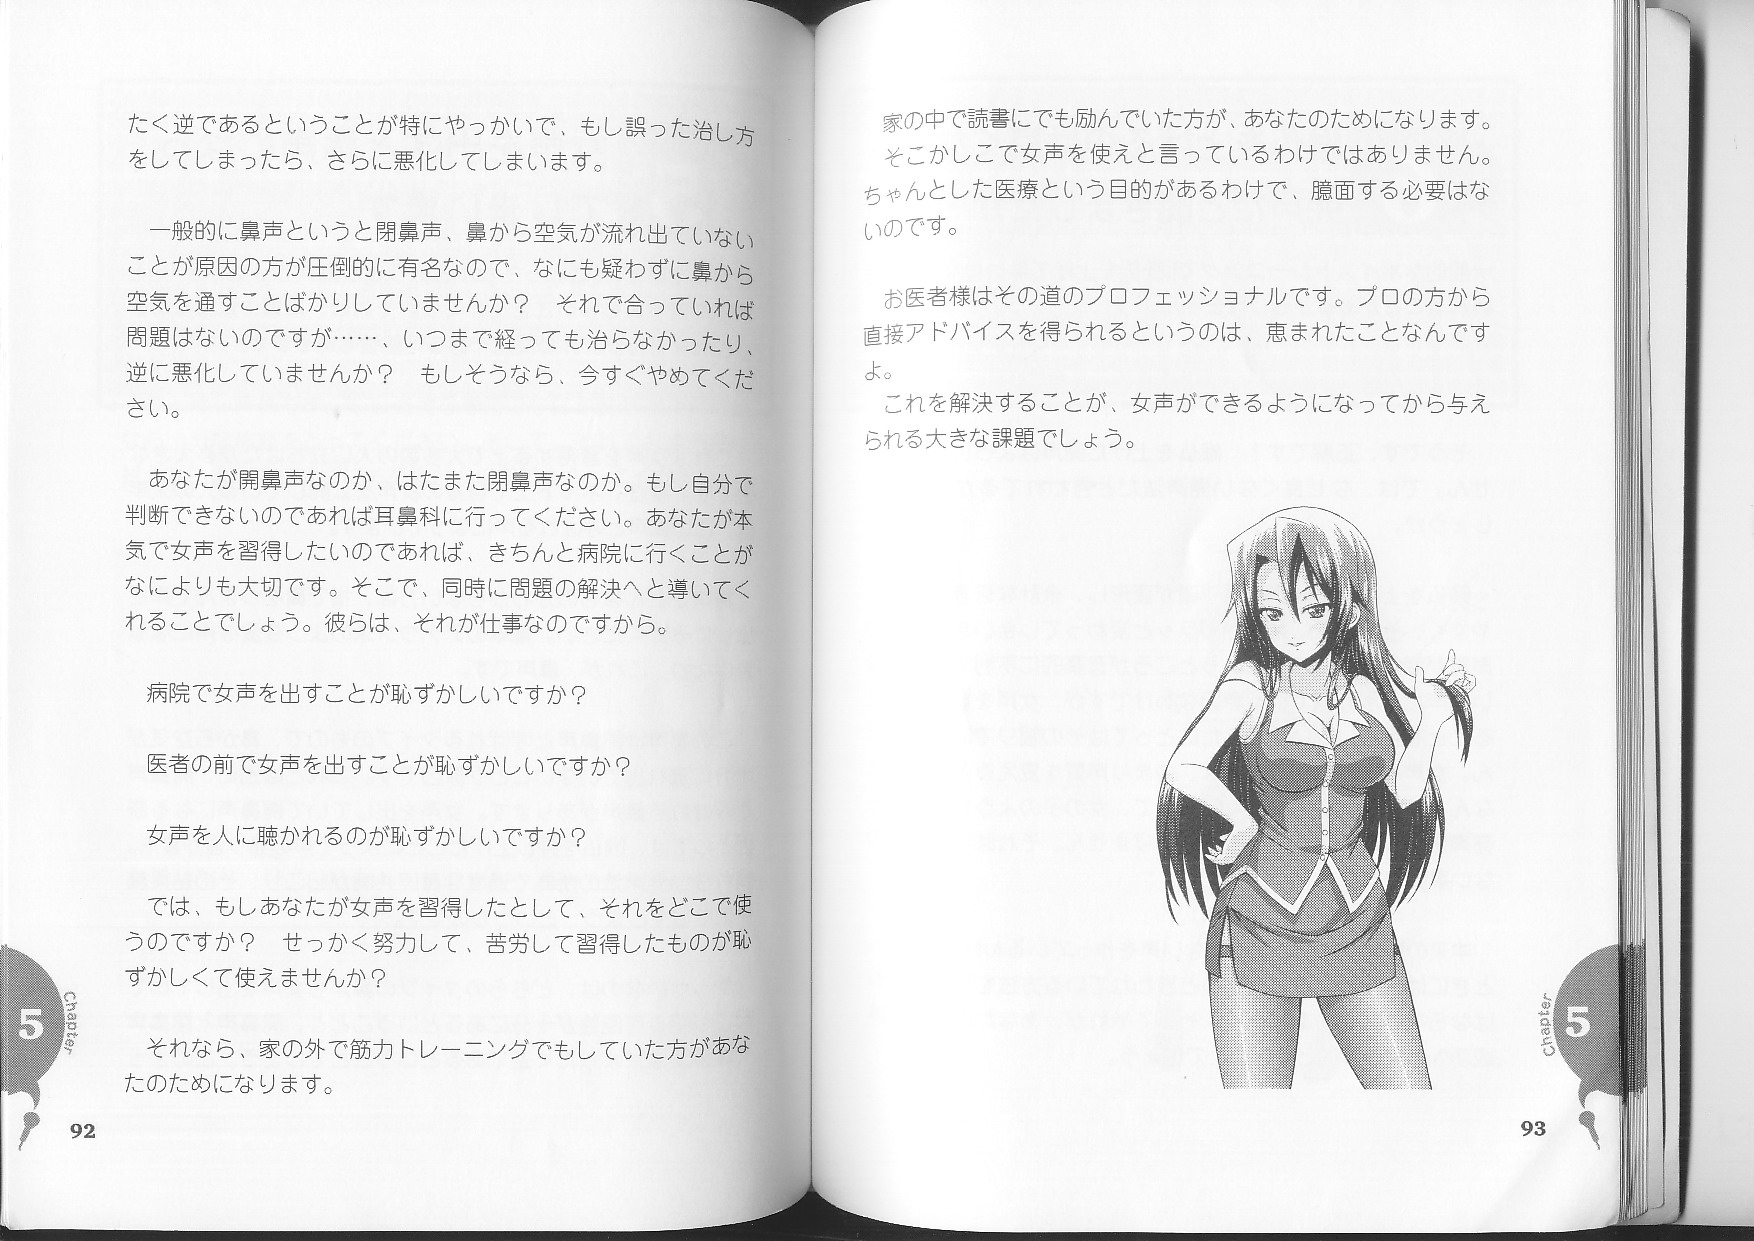 たく逆であるということが特にやっかいで、もし誤った治し方
をしてしまったら、さらに悪化してしまいます。
一般的に鼻声というと閉鼻声、鼻から空気が流れ出ていない
ことが原因の方が圧倒的に有名なので、なにも疑わずに鼻から
空気を通すことばかりしていませんか？　それで合っていれば
問題はないのですが……、いつまで経っても治らなかったり、
逆に悪化していませんか？　もしそうなら、今すぐやめてくだ
さい。
あなたが開鼻声なのか、はたまた閉鼻声なのか。もし自分で
判断できないのであれば耳鼻科に行ってください。あなたが本
気で女声を習得したいのであれば、きちんと病院に行くことが
なによりも大切です。そこで、同時に問題の解決へと導いてく
れることでしょう。彼らは、それが仕事なのですから。
病院で女声を出すことが恥ずかしいですか？
医者の前で女声を出すことが恥ずかしいですか？
女声を人に聴かれるのが恥ずかしいですか？
では、もしあなたが女声を習得したとして、それをどこで使
うのですか？　せっかく努力して、苦労して習得したものが恥
ずかしくて使えませんか？
それなら、家の外で筋力トレーニングでもしていた方があな
たのためになります。
5
Chapter
92
家の中で読書にでも励んでいた方が、あなたのためになります。
そこかしこで女声を使えと言っているわけではありません。
ちゃんとした医療という目的があるわけで、臆面する必要はな
いのです。
お医者様はその道のプロフェッショナルです。プロの方から
直接アドバイスを得られるというのは、恵まれたことなんです
よ。
これを解決することが、女声ができるようになってから与え
られる大きな課題でしょう。
Chapter
5
93